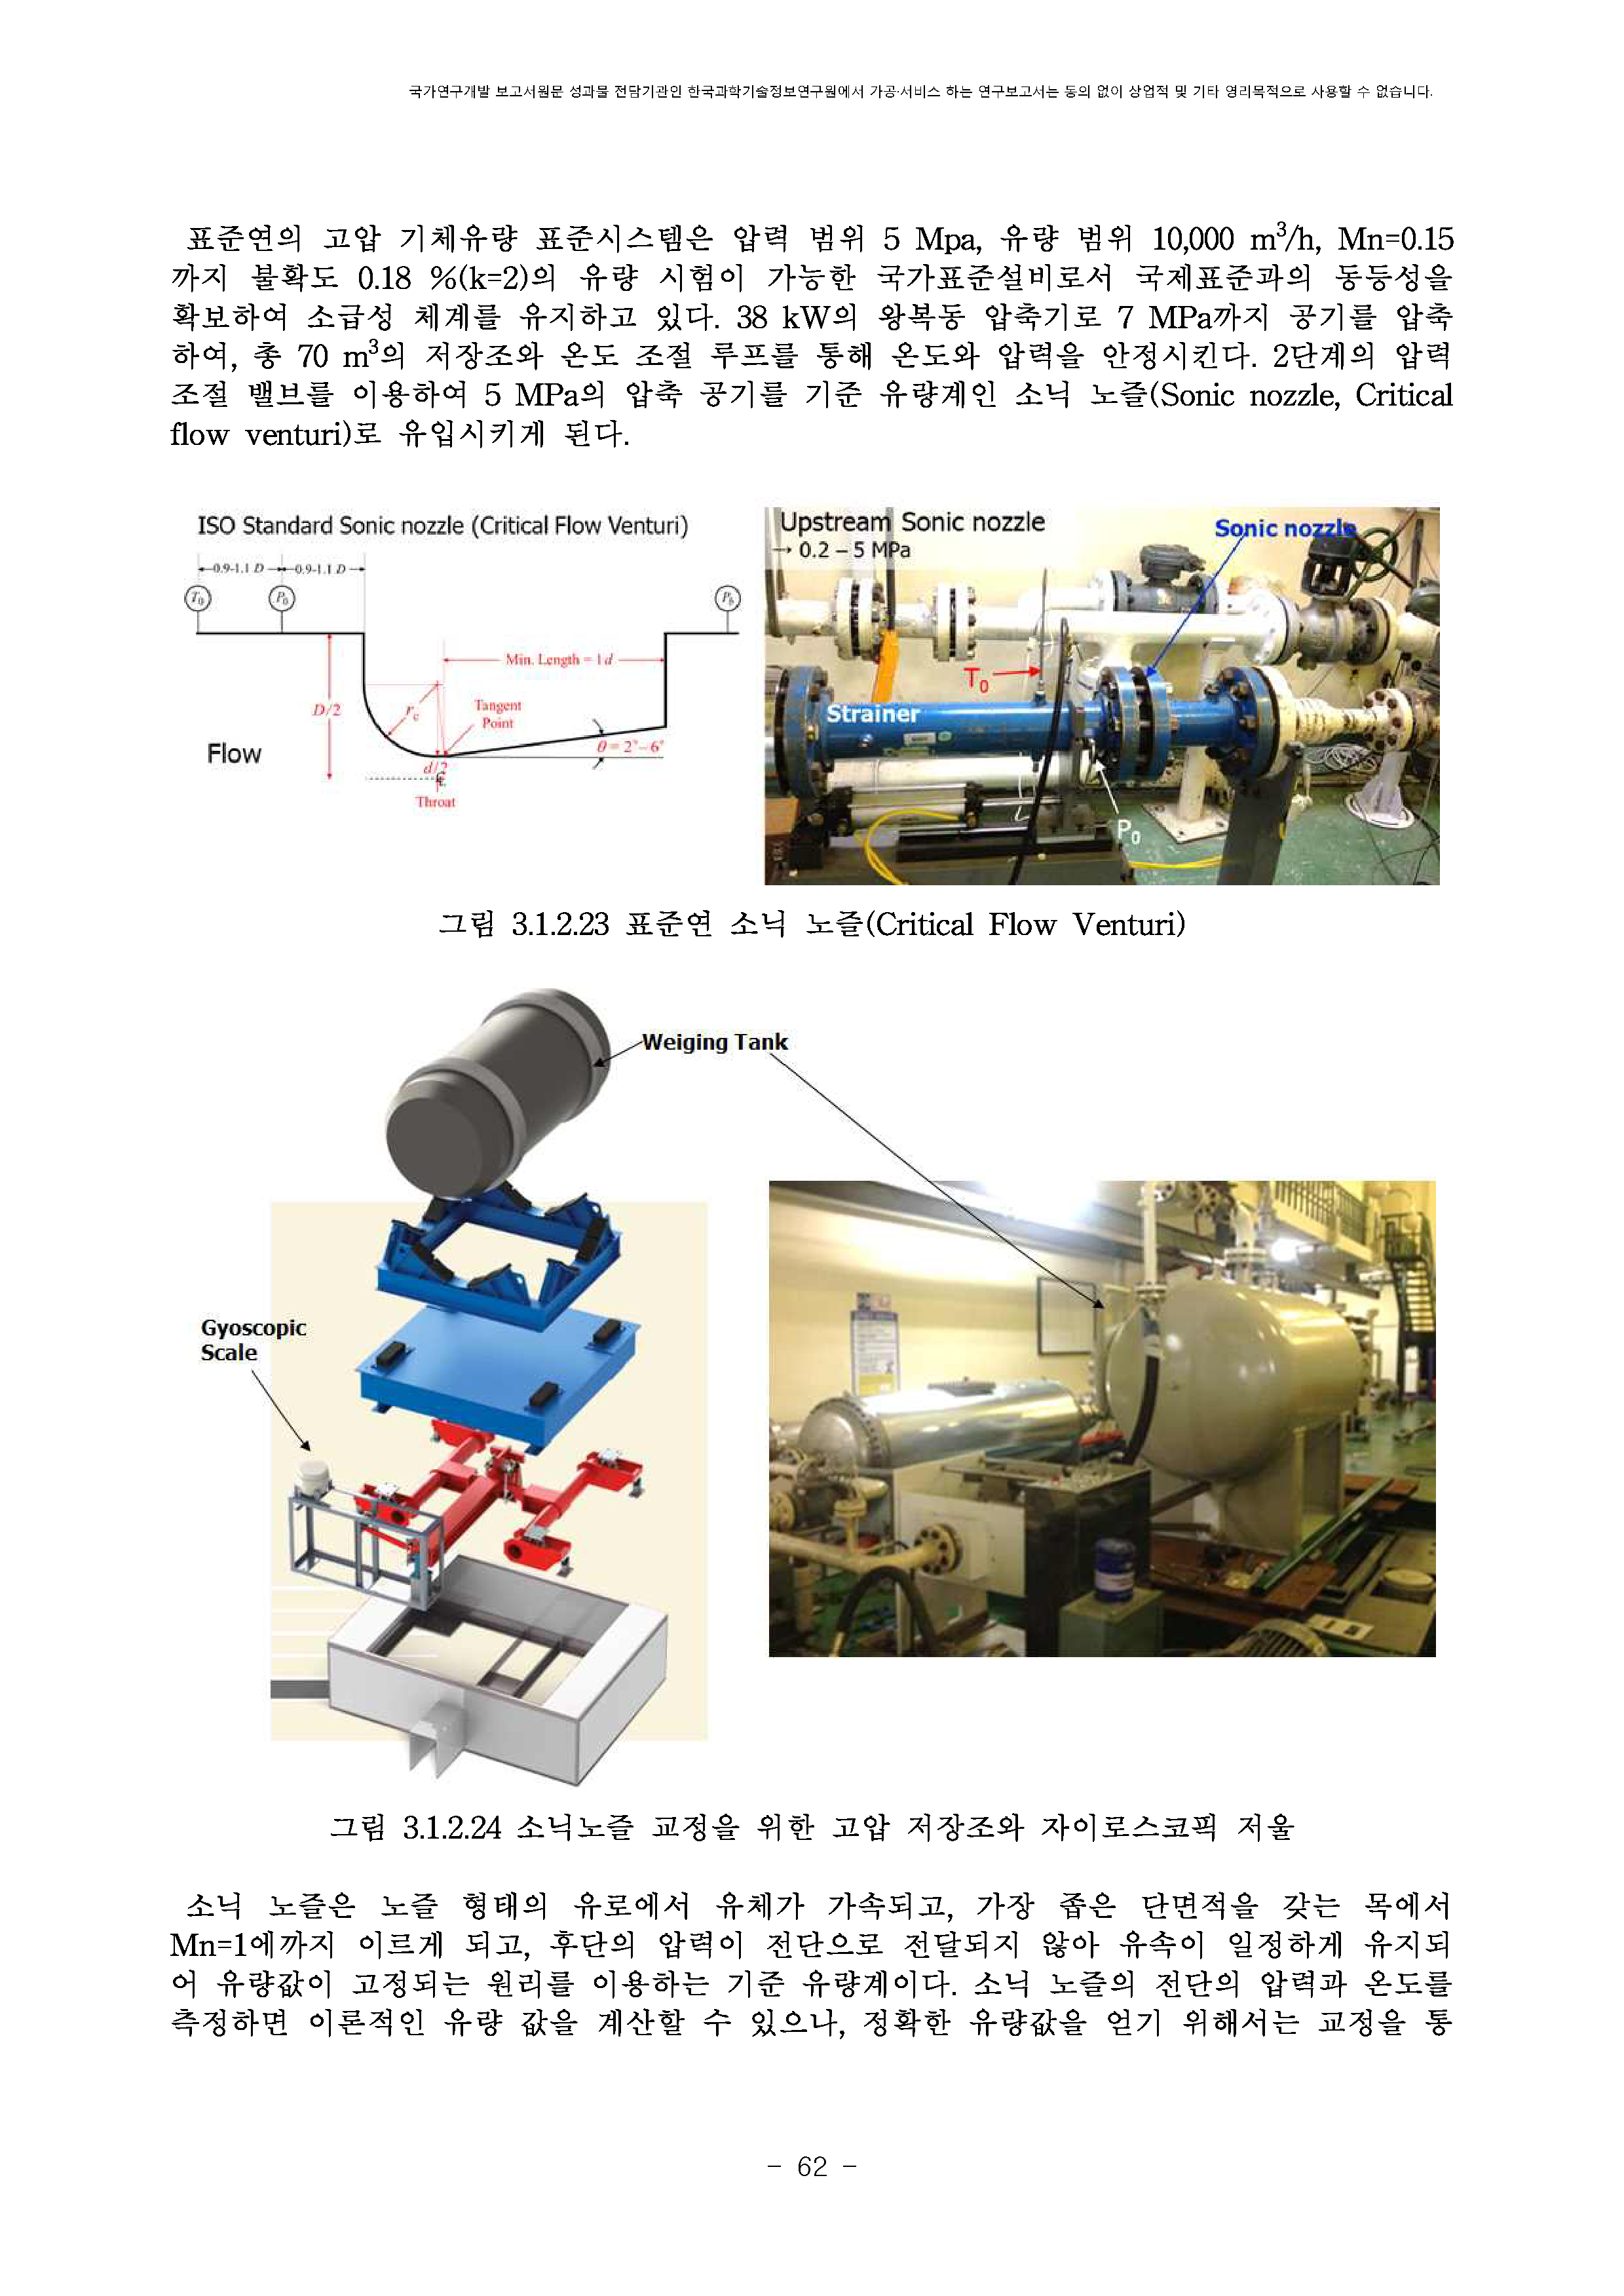 국가연구개발 보고서원문 성과물 전담기관인 한국과학기술정보연구원에서 가공·서비스 하는 연구보고서는 동의 없이 상업적 및 기타 영리목적으로 사용할 수 없습니다.
표준연의 고압 기체유량 표준시스템은 압력 범위 5 Mpa, 유량 범위 10,000 m³/h, Mn=0.15
까지 불확도 0.18 %(k=2)의 유량 시험이 가능한 국가표준설비로서 국제표준과의 동등성을
확보하여 소급성 체계를 유지하고 있다. 38 kW의 왕복동 압축기로 7 MPa까지 공기를 압축
하여, 총 70 m³의 저장조와 온도 조절 루프를 통해 온도와 압력을 안정시킨다. 2단계의 압력
조절 밸브를 이용하여 5 MPa의 압축 공기를 기준 유량계인 소닉 노즐(Sonic nozzle, Critical
flow venturi)로 유입시키게 된다.
ISO Standard Sonic nozzle (Critical Flow Venturi)
0.9-1.1 D 0.9-1.1 D
T₀ P₀ P_b
Min. Length = 1d
D/2
r_c
Tangent
Point
Flow
θ = 2°–6°
d/2
℄
Throat
Upstream Sonic nozzle
→ 0.2 – 5 MPa
Sonic nozzle
T₀
Strainer
P₀
그림 3.1.2.23 표준연 소닉 노즐(Critical Flow Venturi)
Weiging Tank
Gyoscopic
Scale
그림 3.1.2.24 소닉노즐 교정을 위한 고압 저장조와 자이로스코픽 저울
소닉 노즐은 노즐 형태의 유로에서 유체가 가속되고, 가장 좁은 단면적을 갖는 목에서
Mn=1에까지 이르게 되고, 후단의 압력이 전단으로 전달되지 않아 유속이 일정하게 유지되
어 유량값이 고정되는 원리를 이용하는 기준 유량계이다. 소닉 노즐의 전단의 압력과 온도를
측정하면 이론적인 유량 값을 계산할 수 있으나, 정확한 유량값을 얻기 위해서는 교정을 통
- 62 -